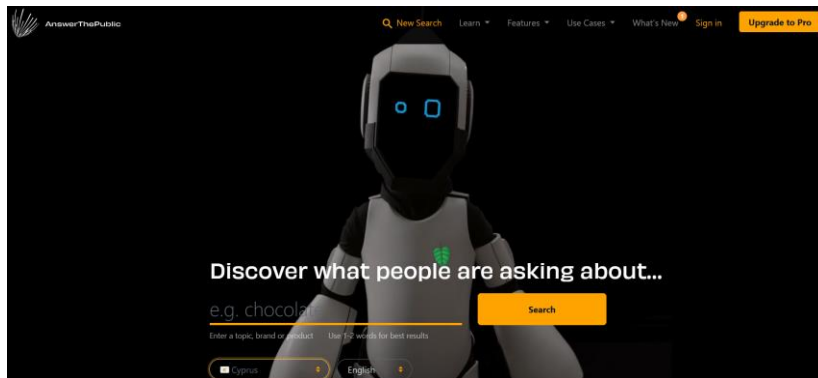 AnswerThePublic
New Search Learn Features Use Cases What's New Sign in Upgrade to Pro
Discover what people are asking about...
e.g. chocolate
Search
Enter a topic, brand or product Use 1-2 words for best results
Cyprus English